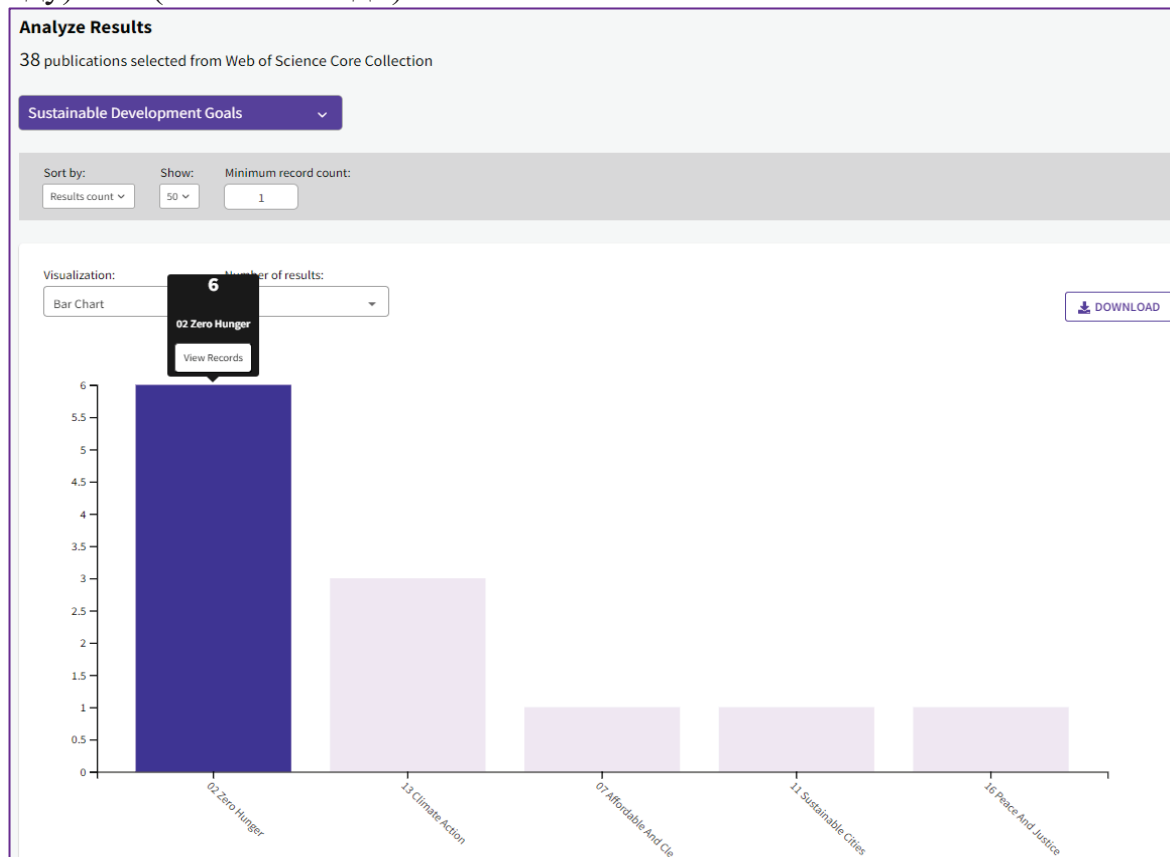 Analyze Results
38 publications selected from Web of Science Core Collection
Sustainable Development Goals
Sort by: Show: Minimum record count:
Results count 50 1
Visualization: Number of results:
Bar Chart
6
02 Zero Hunger
View Records
DOWNLOAD
6
5.5
5
4.5
4
3.5
3
2.5
2
1.5
1
0.5
0
02 Zero Hunger
13 Climate Action
07 Affordable And Cle
11 Sustainable Cities
16 Peace And Justice